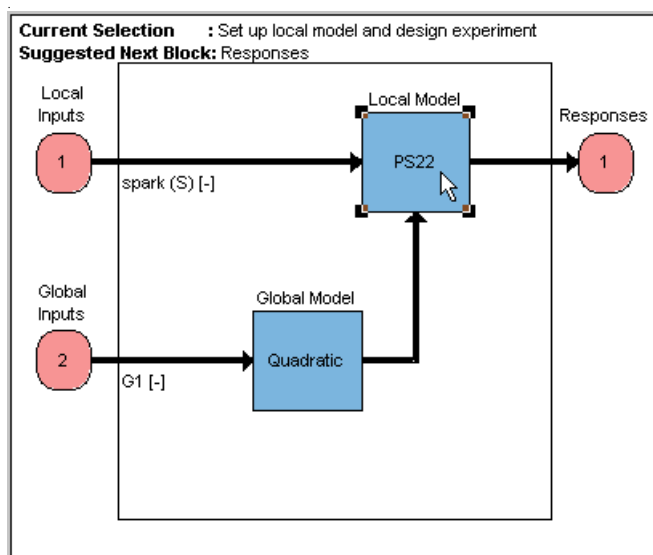 Current Selection : Set up local model and design experiment
Suggested Next Block: Responses
Local
Inputs
Local Model
Responses
1
PS22
1
spark (S) [-]
Global
Inputs
Global Model
2
Quadratic
G1 [-]